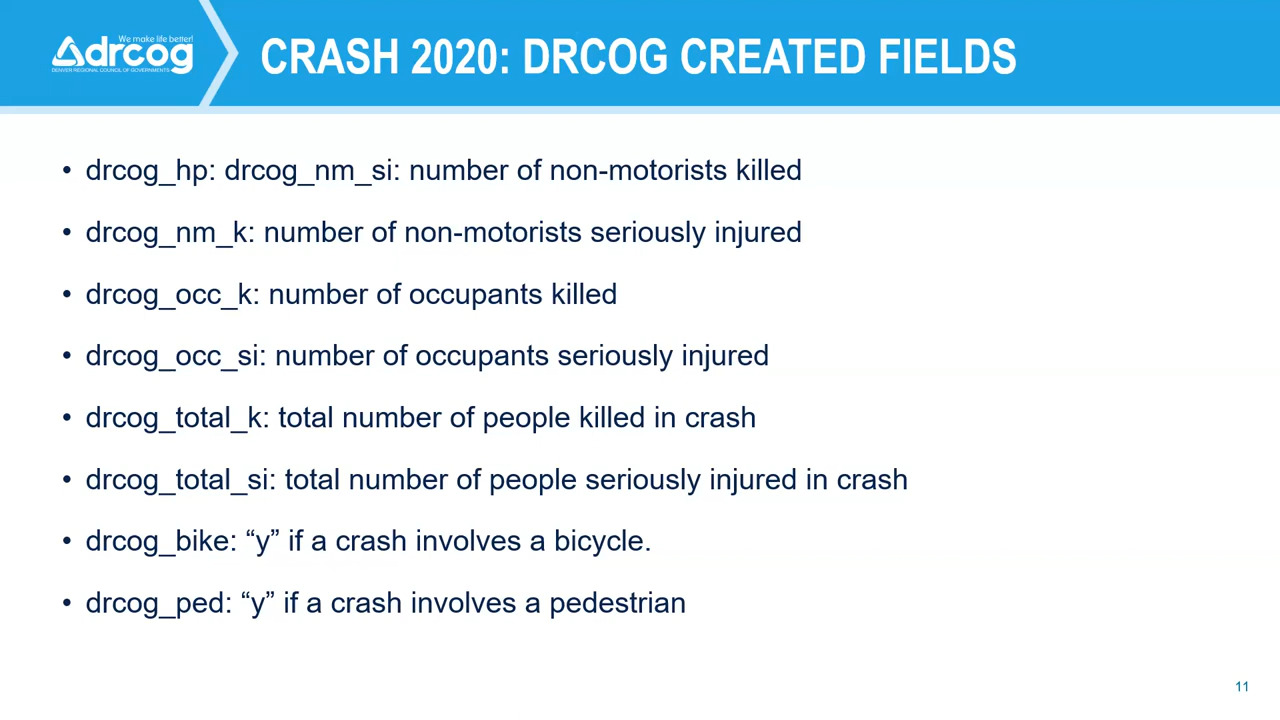 We make life better!
drcog
DENVER REGIONAL COUNCIL OF GOVERNMENTS
CRASH 2020: DRCOG CREATED FIELDS
• drcog_hp: drcog_nm_si: number of non-motorists killed
• drcog_nm_k: number of non-motorists seriously injured
• drcog_occ_k: number of occupants killed
• drcog_occ_si: number of occupants seriously injured
• drcog_total_k: total number of people killed in crash
• drcog_total_si: total number of people seriously injured in crash
• drcog_bike: “y” if a crash involves a bicycle.
• drcog_ped: “y” if a crash involves a pedestrian
11